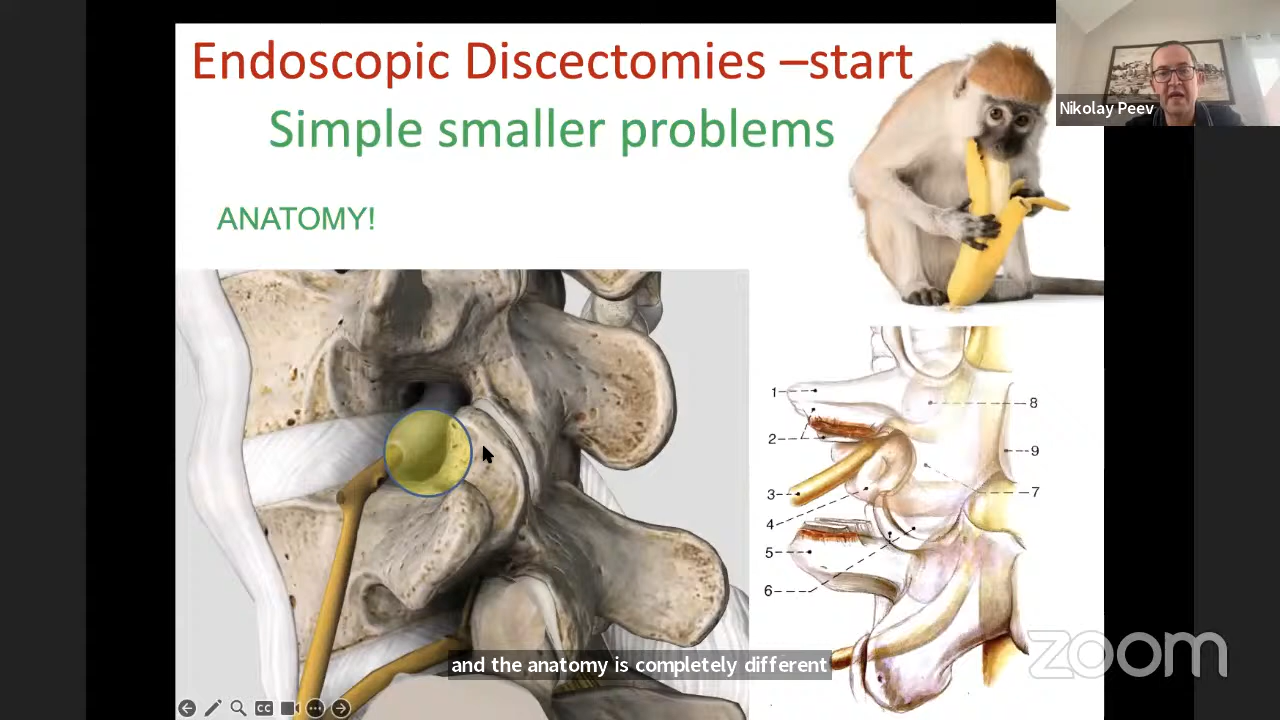 Endoscopic Discectomies –start
Simple smaller problems
Nikolay Peev
ANATOMY!
1
2
3
4
5
6
8
9
7
and the anatomy is completely different
zoom
CC